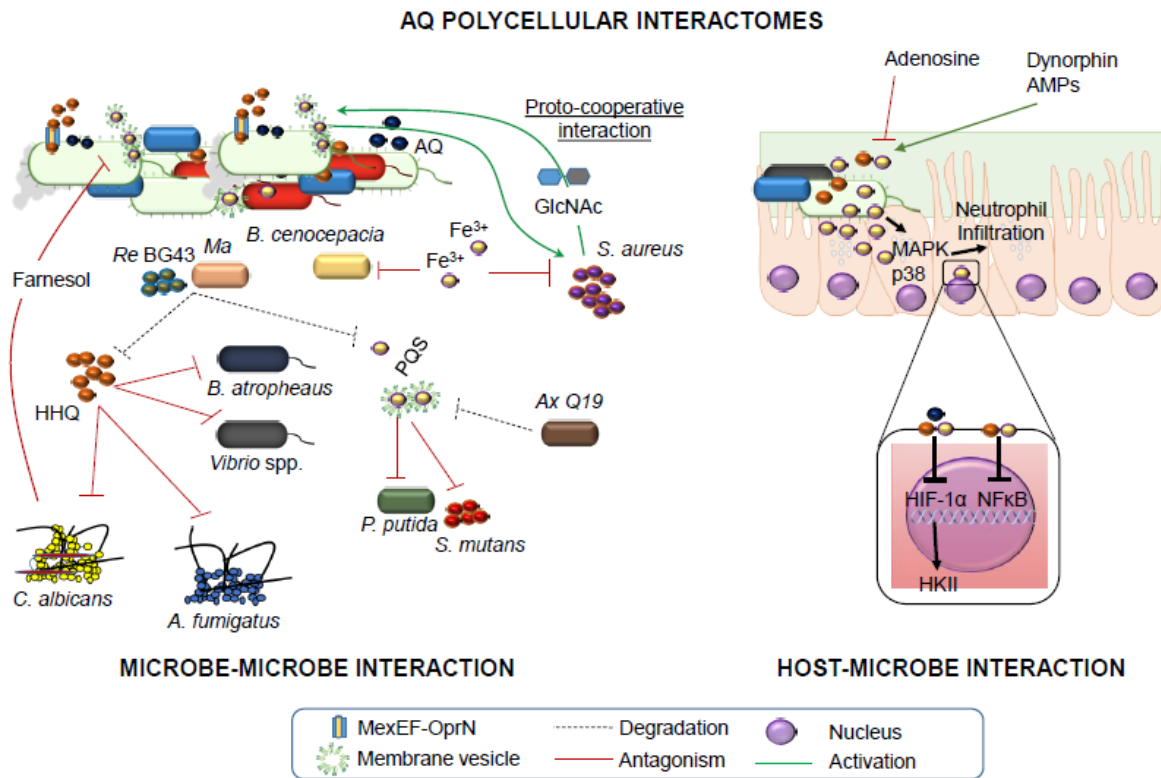 AQ POLYCELLULAR INTERACTOMES
Adenosine
Dynorphin
AMPs
Proto-cooperative
interaction
AQ
GlcNAc
B. cenocepacia
Fe³⁺
Fe³⁺
S. aureus
Re BG43
Ma
Farnesol
HHQ
B. atropheaus
Vibrio spp.
PQS
Ax Q19
P. putida
S. mutans
C. albicans
A. fumigatus
Neutrophil
Infiltration
MAPK
p38
HIF-1α NFκB
HKII
MICROBE-MICROBE INTERACTION
HOST-MICROBE INTERACTION
MexEF-OprN
Degradation
Nucleus
Membrane vesicle
Antagonism
Activation